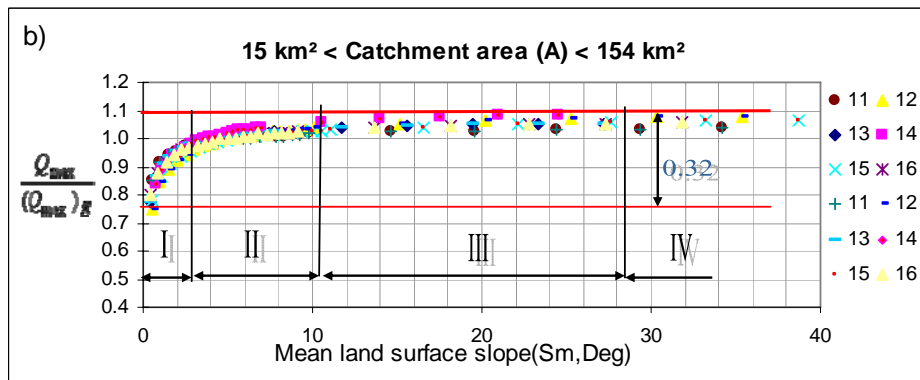 b)
15 km² < Catchment area (A) < 154 km²
1.2
1.1
1.0
0.9
0.8
0.7
0.6
0.5
0.4
Q max
(Q max)
0.32
I
II
III
IV
0
10
20
30
40
Mean land surface slope(Sm,Deg)
11 12
13 14
15 16
11 12
13 14
15 16